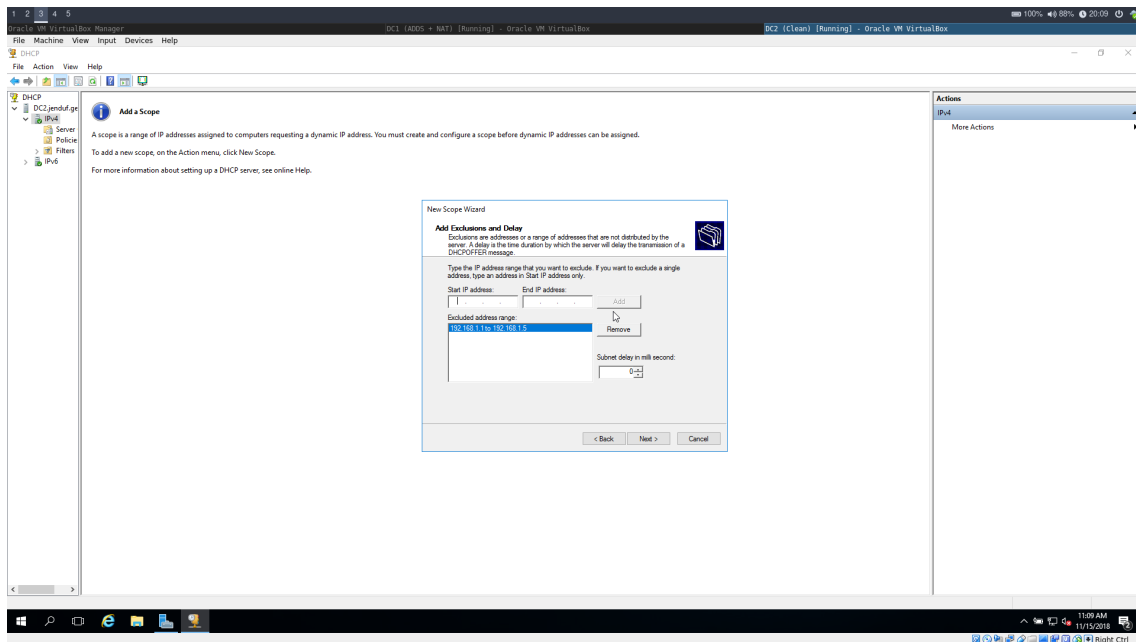 1 2 3 4 5
100% 88% 20:09
Oracle VM VirtualBox Manager
DC1 (ADDS + NAT) [Running] - Oracle VM VirtualBox
DC2 (Clean) [Running] - Oracle VM VirtualBox
File Machine View Input Devices Help
DHCP
File Action View Help
DHCP
DC2.jenduf.ge
IPv4
Server
Policie
Filters
IPv6
Add a Scope
A scope is a range of IP addresses assigned to computers requesting a dynamic IP address. You must create and configure a scope before dynamic IP addresses can be assigned.
To add a new scope, on the Action menu, click New Scope.
For more information about setting up a DHCP server, see online Help.
Actions
IPv4
More Actions
New Scope Wizard
Add Exclusions and Delay
Exclusions are addresses or a range of addresses that are not distributed by the
server. A delay is the time duration by which the server will delay the transmission of a
DHCPOFFER message.
Type the IP address range that you want to exclude. If you want to exclude a single
address, type an address in Start IP address only.
Start IP address: End IP address:
Add
Excluded address range:
192.168.1.1 to 192.168.1.5
Remove
Subnet delay in milli second:
0
< Back Next > Cancel
11:09 AM
11/15/2018
Right Ctrl